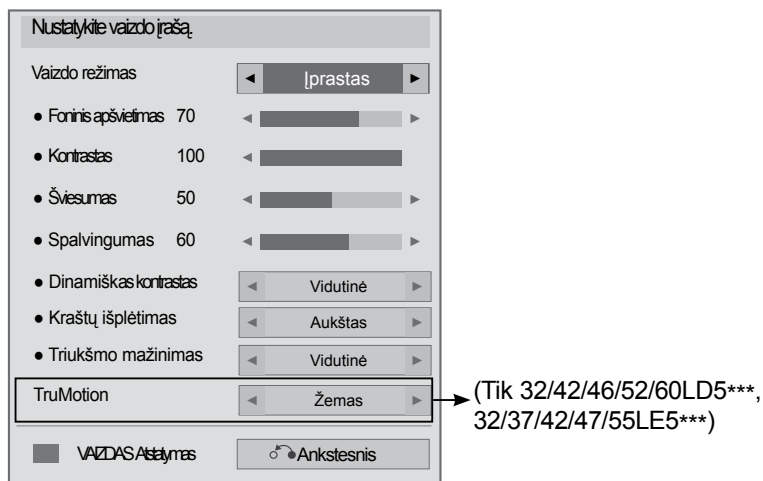 Nustatykite vaizdo įrašą.
Vaizdo režimas ◄ Įprastas ►
● Foninis apšvietimas 70 ◄ ►
● Kontrastas 100 ◄
● Šviesumas 50 ◄ ►
● Spalvingumas 60 ◄ ►
● Dinamiškas kontrastas ◄ Vidutinė ►
● Kraštų išplėtimas ◄ Aukštas ►
● Triukšmo mažinimas ◄ Vidutinė ►
TruMotion ◄ Žemas ►
(Tik 32/42/46/52/60LD5***,
32/37/42/47/55LE5***)
VAIZDAS Atstatymas Ankstesnis